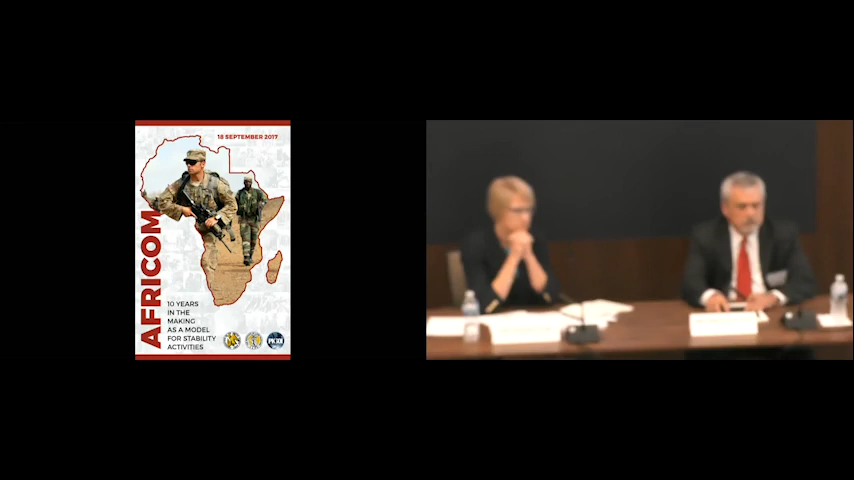 18 SEPTEMBER 2017
AFRICOM
10 YEARS
IN THE
MAKING
AS A MODEL
FOR STABILITY
ACTIVITIES